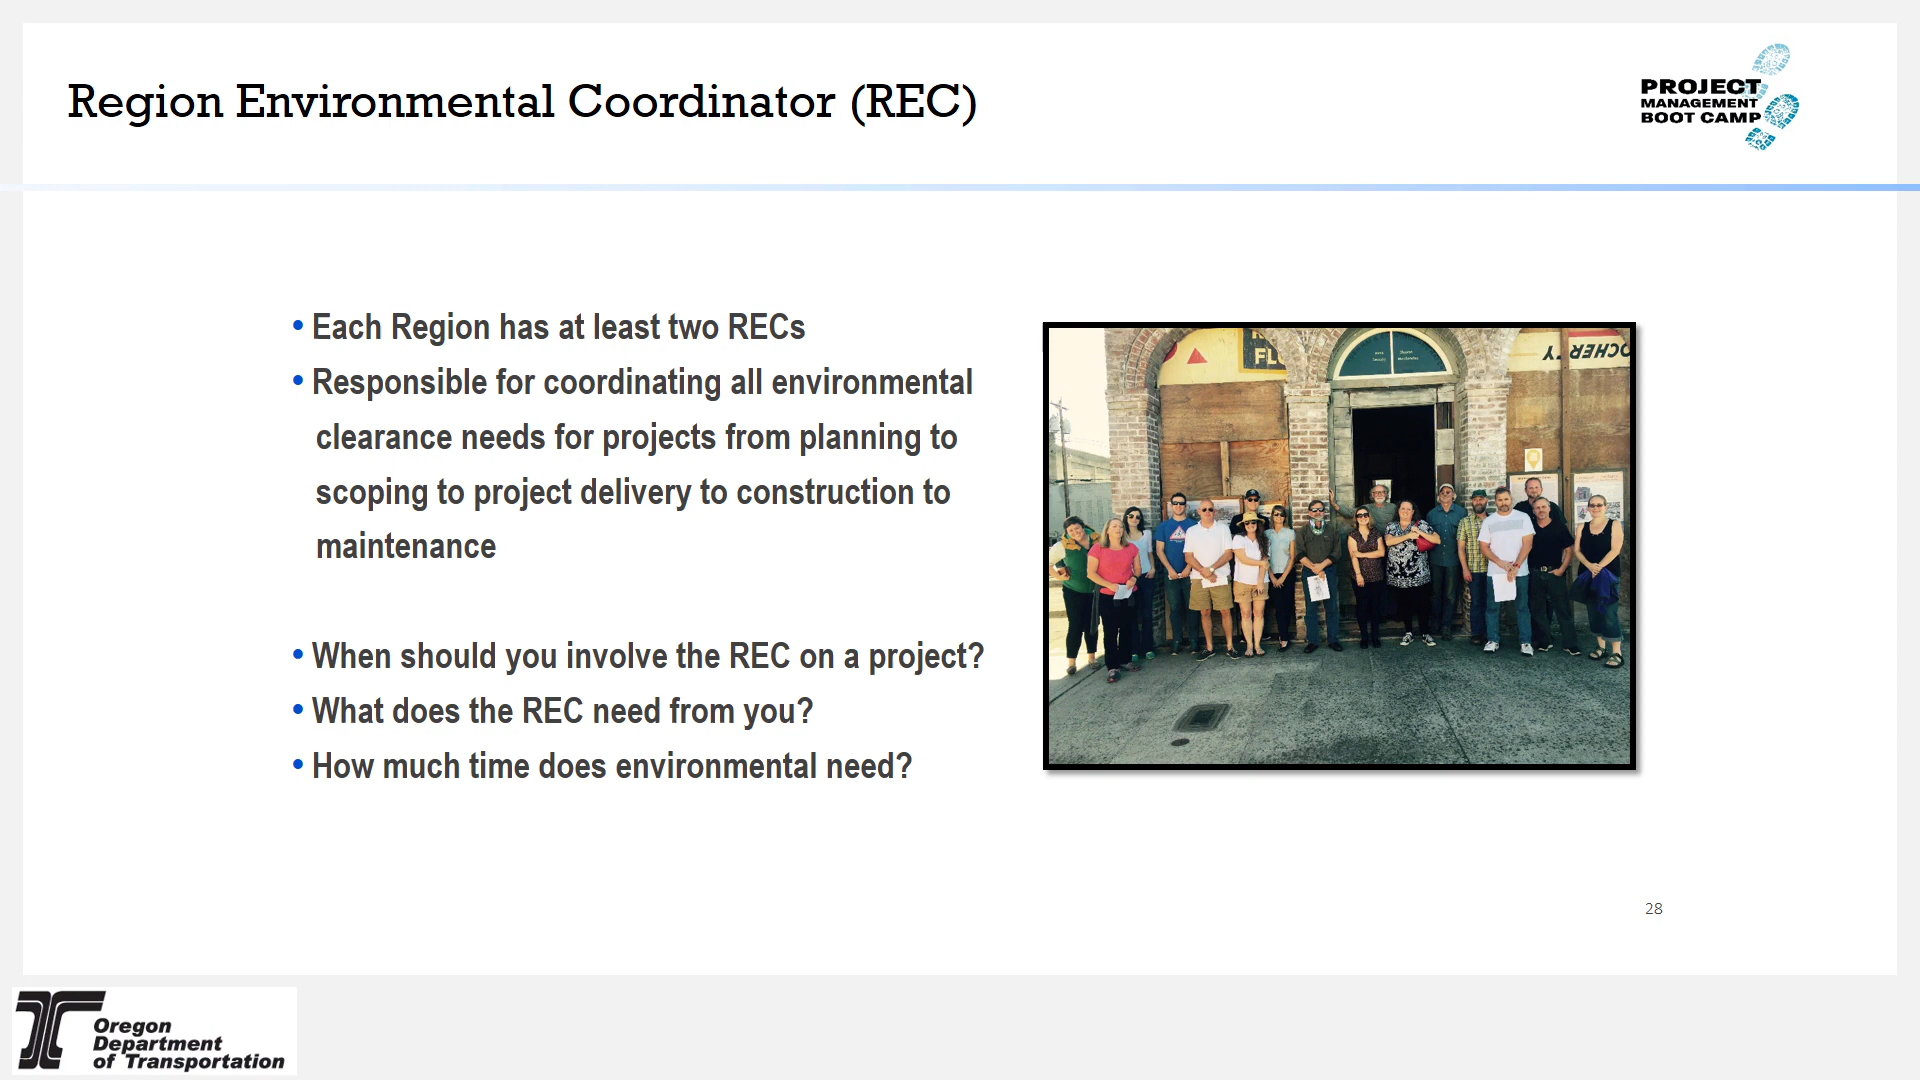 Region Environmental Coordinator (REC)
PROJECT
MANAGEMENT
BOOT CAMP
• Each Region has at least two RECs
• Responsible for coordinating all environmental
clearance needs for projects from planning to
scoping to project delivery to construction to
maintenance
• When should you involve the REC on a project?
• What does the REC need from you?
• How much time does environmental need?
FL
OCHERTY
28
Oregon
Department
of Transportation